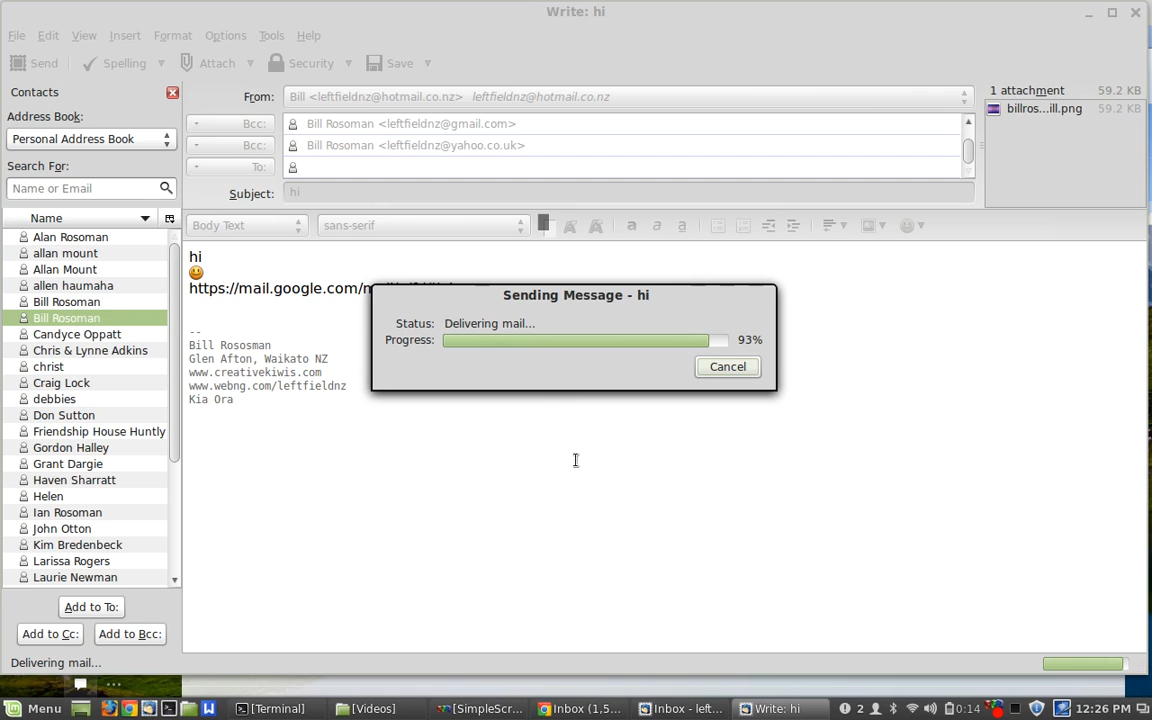 Write: hi
File Edit View Insert Format Options Tools Help
Send Spelling Attach Security Save
Contacts
Address Book:
Personal Address Book
Search For:
Name or Email
Name
Alan Rosoman
allan mount
Allan Mount
allen haumaha
Bill Rosoman
Bill Rosoman
Candyce Oppatt
Chris & Lynne Adkins
christ
Craig Lock
debbies
Don Sutton
Friendship House Huntly
Gordon Halley
Grant Dargie
Haven Sharratt
Helen
Ian Rosoman
John Otton
Kim Bredenbeck
Larissa Rogers
Laurie Newman
Add to To:
Add to Cc: Add to Bcc:
From: Bill <leftfieldnz@hotmail.co.nz> leftfieldnz@hotmail.co.nz
Bcc: Bill Rosoman <leftfieldnz@gmail.com>
Bcc: Bill Rosoman <leftfieldnz@yahoo.co.uk>
To:
Subject: hi
1 attachment 59.2 KB
billros...ill.png 59.2 KB
Body Text sans-serif
hi
https://mail.google.com/
--
Bill Rososman
Glen Afton, Waikato NZ
www.creativekiwis.com
www.webng.com/leftfieldnz
Kia Ora
Sending Message - hi
Status: Delivering mail...
Progress: 93%
Cancel
Delivering mail...
Menu [Terminal] [Videos] [SimpleScr... Inbox (1,5... Inbox - left... Write: hi 2 0:14 12:26 PM